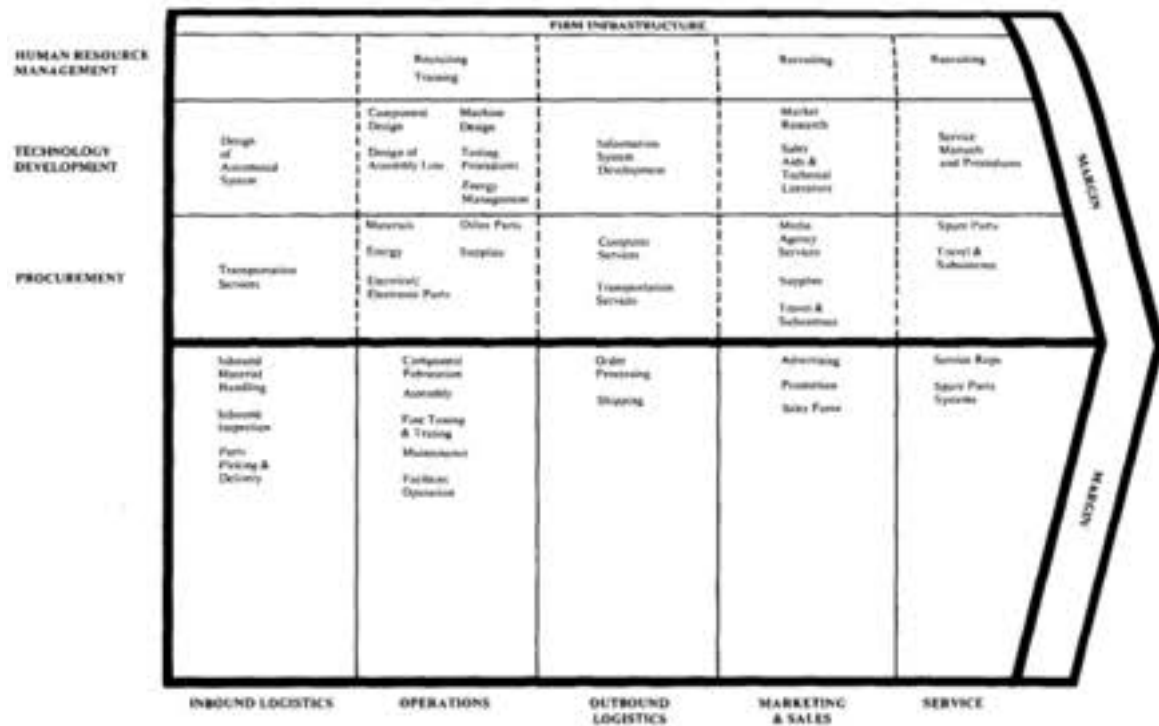 FIRM INFRASTRUCTURE
HUMAN RESOURCE
MANAGEMENT
Recruiting
Training
Recruiting
Recruiting
TECHNOLOGY
DEVELOPMENT
Design
of
Automated
System
Component
Design
Machine
Design
Design of
Assembly Line
Testing
Procedures
Energy
Management
Information
System
Development
Market
Research
Sales
Aids &
Technical
Literature
Service
Manuals
and Procedures
PROCUREMENT
Transportation
Services
Materials
Other Parts
Energy
Supplies
Electrical/
Electronic Parts
Computer
Services
Transportation
Services
Media
Agency
Services
Supplies
Travel &
Subsistence
Spare Parts
Travel &
Subsistence
MARGIN
Inbound
Material
Handling
Inbound
Inspection
Parts
Picking &
Delivery
Component
Fabrication
Assembly
Fine Tuning
& Testing
Maintenance
Facilities
Operation
Order
Processing
Shipping
Advertising
Promotion
Sales Force
Service Reps
Spare Parts
Systems
MARGIN
INBOUND LOGISTICS
OPERATIONS
OUTBOUND
LOGISTICS
MARKETING
& SALES
SERVICE